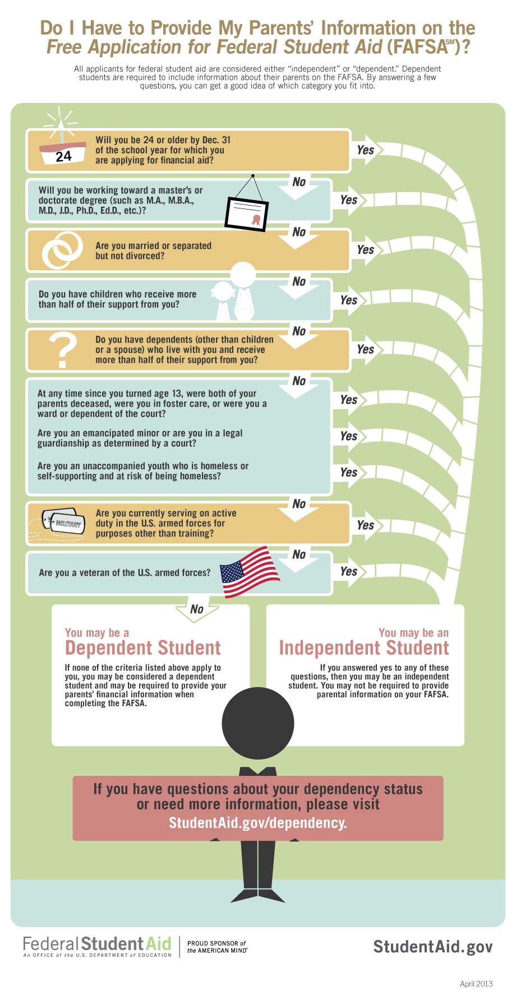 Do I Have to Provide My Parents’ Information on the
Free Application for Federal Student Aid (FAFSA℠)?
All applicants for federal student aid are considered either “independent” or “dependent.” Dependent
students are required to include information about their parents on the FAFSA. By answering a few
questions, you can get a good idea of which category you fit into.
24
Will you be 24 or older by Dec. 31
of the school year for which you
are applying for financial aid?
Yes
No
Will you be working toward a master’s or
doctorate degree (such as M.A., M.B.A.,
M.D., J.D., Ph.D., Ed.D., etc.)?
Yes
No
Are you married or separated
but not divorced?
Yes
No
Do you have children who receive more
than half of their support from you?
Yes
No
?
Do you have dependents (other than children
or a spouse) who live with you and receive
more than half of their support from you?
Yes
No
At any time since you turned age 13, were both of your
parents deceased, were you in foster care, or were you a
ward or dependent of the court?
Yes
Are you an emancipated minor or are you in a legal
guardianship as determined by a court?
Yes
Are you an unaccompanied youth who is homeless or
self-supporting and at risk of being homeless?
Yes
No
MILITARY
Are you currently serving on active
duty in the U.S. armed forces for
purposes other than training?
Yes
No
Are you a veteran of the U.S. armed forces?
Yes
No
You may be a
Dependent Student
If none of the criteria listed above apply to
you, you may be considered a dependent
student and may be required to provide your
parents’ financial information when
completing the FAFSA.
You may be an
Independent Student
If you answered yes to any of these
questions, then you may be an independent
student. You may not be required to provide
parental information on your FAFSA.
If you have questions about your dependency status
or need more information, please visit
StudentAid.gov/dependency.
Federal Student Aid
An OFFICE of the U.S. DEPARTMENT of EDUCATION
PROUD SPONSOR of
the AMERICAN MIND®
StudentAid.gov
April 2013